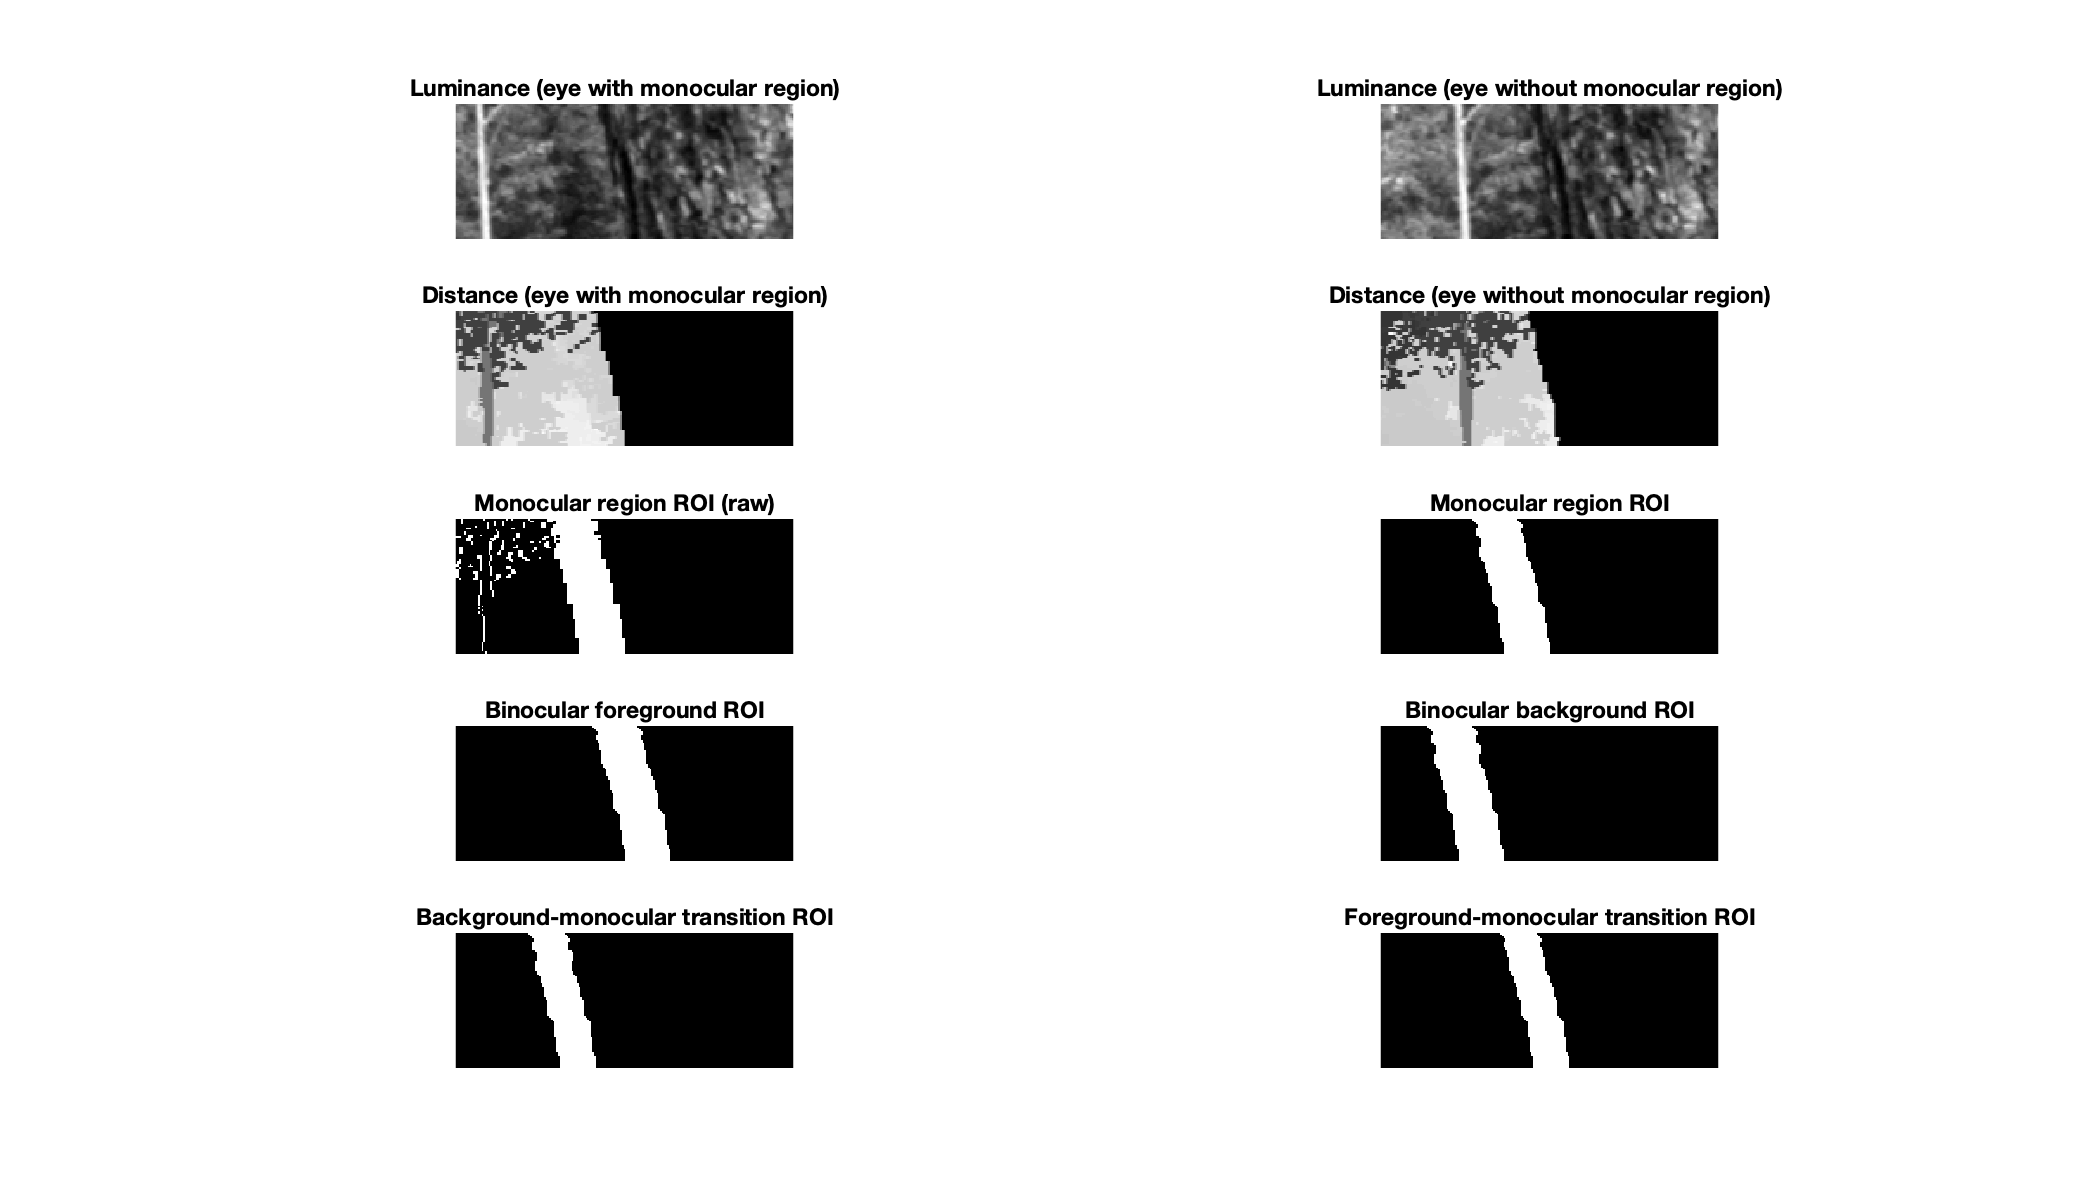 Luminance (eye with monocular region)
Luminance (eye without monocular region)
Distance (eye with monocular region)
Distance (eye without monocular region)
Monocular region ROI (raw)
Monocular region ROI
Binocular foreground ROI
Binocular background ROI
Background-monocular transition ROI
Foreground-monocular transition ROI